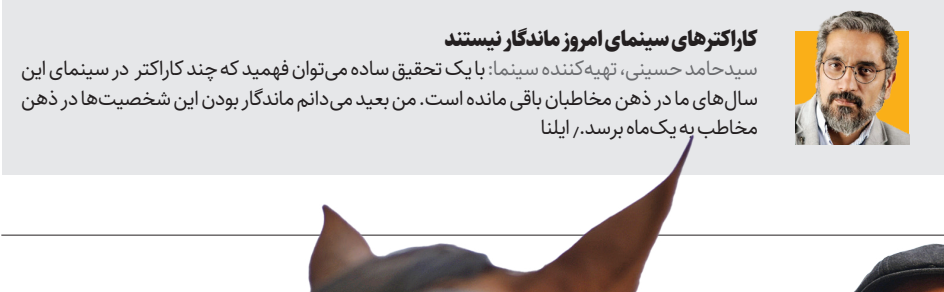 کاراکترهای سینمای امروز ماندگار نیستند
سیدحامد حسینی، تهیه‌کننده سینما: با یک تحقیق ساده می‌توان فهمید که چند کاراکتر در سینمای این
سال‌های ما در ذهن مخاطبان باقی مانده است. من بعید می‌دانم ماندگار بودن این شخصیت‌ها در ذهن
مخاطب به یک‌ماه برسد./ ایلنا